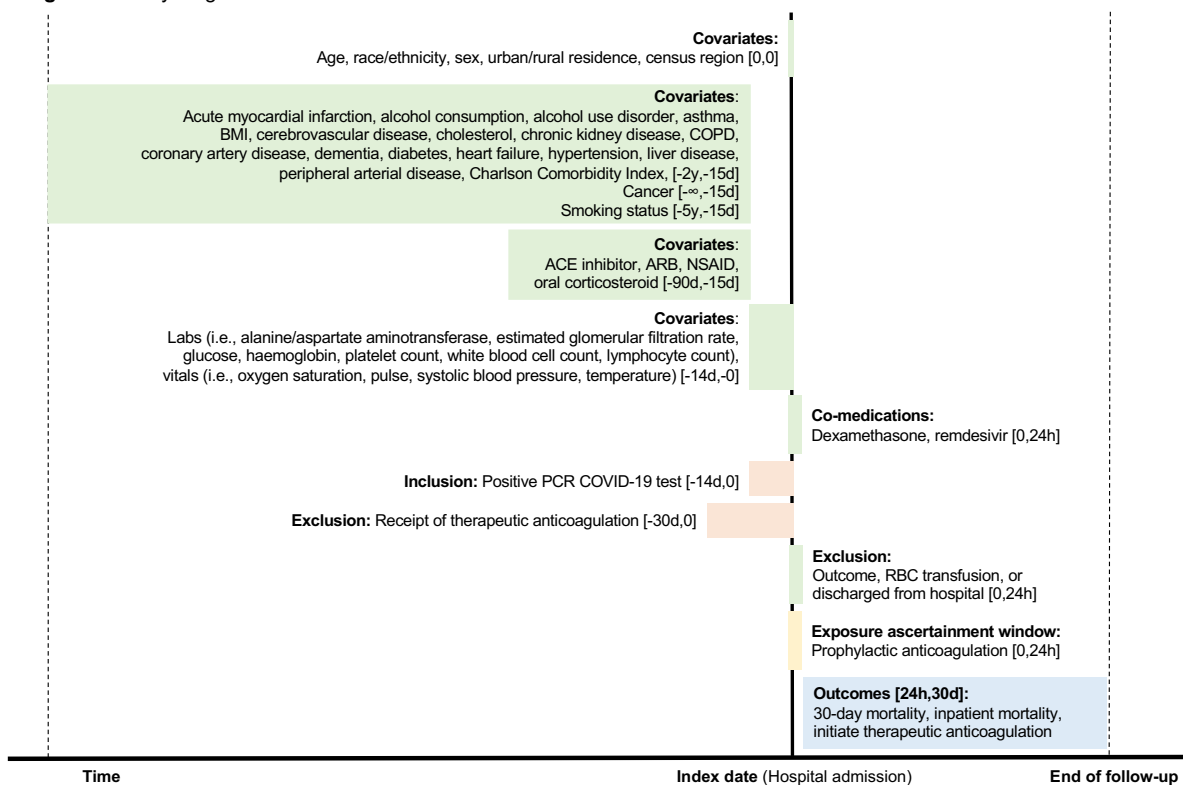 Covariates:
Age, race/ethnicity, sex, urban/rural residence, census region [0,0]
Covariates:
Acute myocardial infarction, alcohol consumption, alcohol use disorder, asthma,
BMI, cerebrovascular disease, cholesterol, chronic kidney disease, COPD,
coronary artery disease, dementia, diabetes, heart failure, hypertension, liver disease,
peripheral arterial disease, Charlson Comorbidity Index, [-2y,-15d]
Cancer [-∞,-15d]
Smoking status [-5y,-15d]
Covariates:
ACE inhibitor, ARB, NSAID,
oral corticosteroid [-90d,-15d]
Covariates:
Labs (i.e., alanine/aspartate aminotransferase, estimated glomerular filtration rate,
glucose, haemoglobin, platelet count, white blood cell count, lymphocyte count),
vitals (i.e., oxygen saturation, pulse, systolic blood pressure, temperature) [-14d,-0]
Co-medications:
Dexamethasone, remdesivir [0,24h]
Inclusion: Positive PCR COVID-19 test [-14d,0]
Exclusion: Receipt of therapeutic anticoagulation [-30d,0]
Exclusion:
Outcome, RBC transfusion, or
discharged from hospital [0,24h]
Exposure ascertainment window:
Prophylactic anticoagulation [0,24h]
Outcomes [24h,30d]:
30-day mortality, inpatient mortality,
initiate therapeutic anticoagulation
Time
Index date (Hospital admission)
End of follow-up